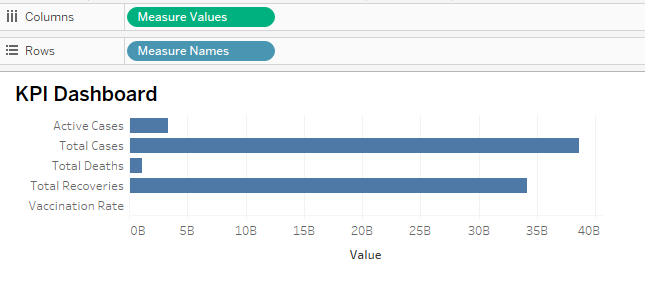 Columns Measure Values
Rows Measure Names
KPI Dashboard
Active Cases
Total Cases
Total Deaths
Total Recoveries
Vaccination Rate
0B 5B 10B 15B 20B 25B 30B 35B 40B
Value